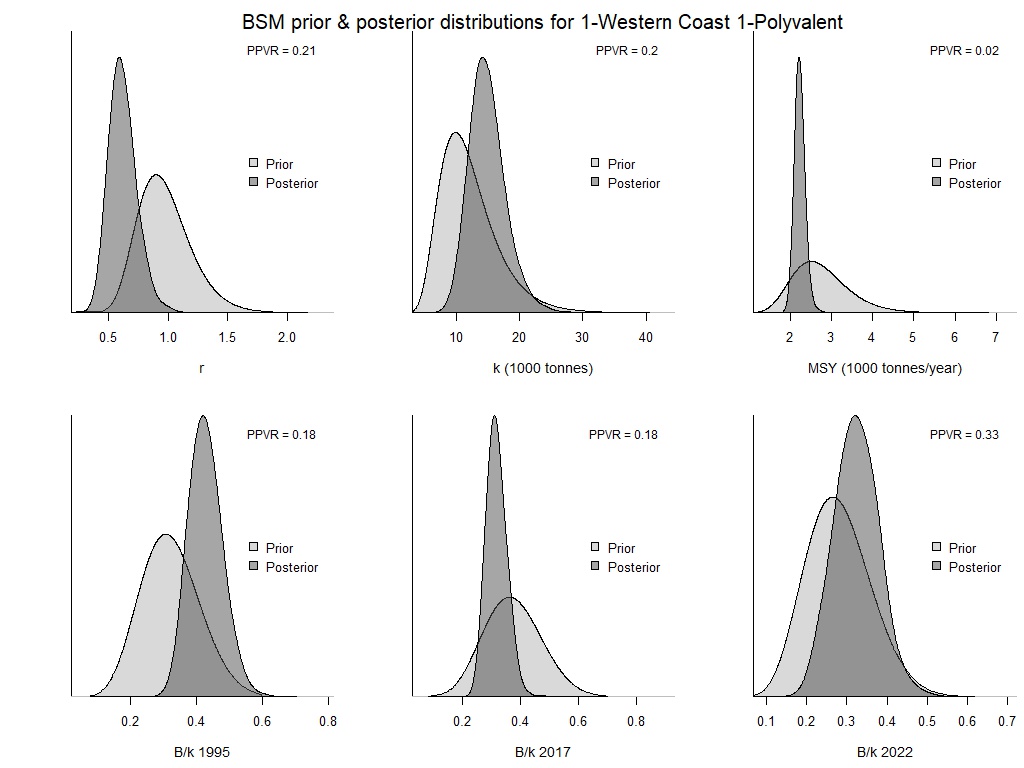 BSM prior & posterior distributions for 1-Western Coast 1-Polyvalent
PPVR = 0.21
Prior
Posterior
0.5 1.0 1.5 2.0
r
PPVR = 0.2
Prior
Posterior
10 20 30 40
k (1000 tonnes)
PPVR = 0.02
Prior
Posterior
2 3 4 5 6 7
MSY (1000 tonnes/year)
PPVR = 0.18
Prior
Posterior
0.2 0.4 0.6 0.8
B/k 1995
PPVR = 0.18
Prior
Posterior
0.2 0.4 0.6 0.8
B/k 2017
PPVR = 0.33
Prior
Posterior
0.1 0.2 0.3 0.4 0.5 0.6 0.7
B/k 2022